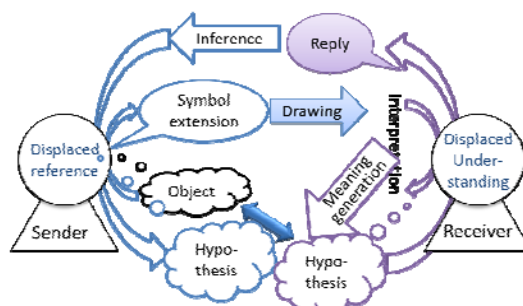 Inference
Reply
Symbol
extension
Drawing
Interpretation
Displaced
reference
Displaced
Under-
standing
Object
Meaning
generation
Sender
Hypo-
thesis
Hypo-
thesis
Receiver